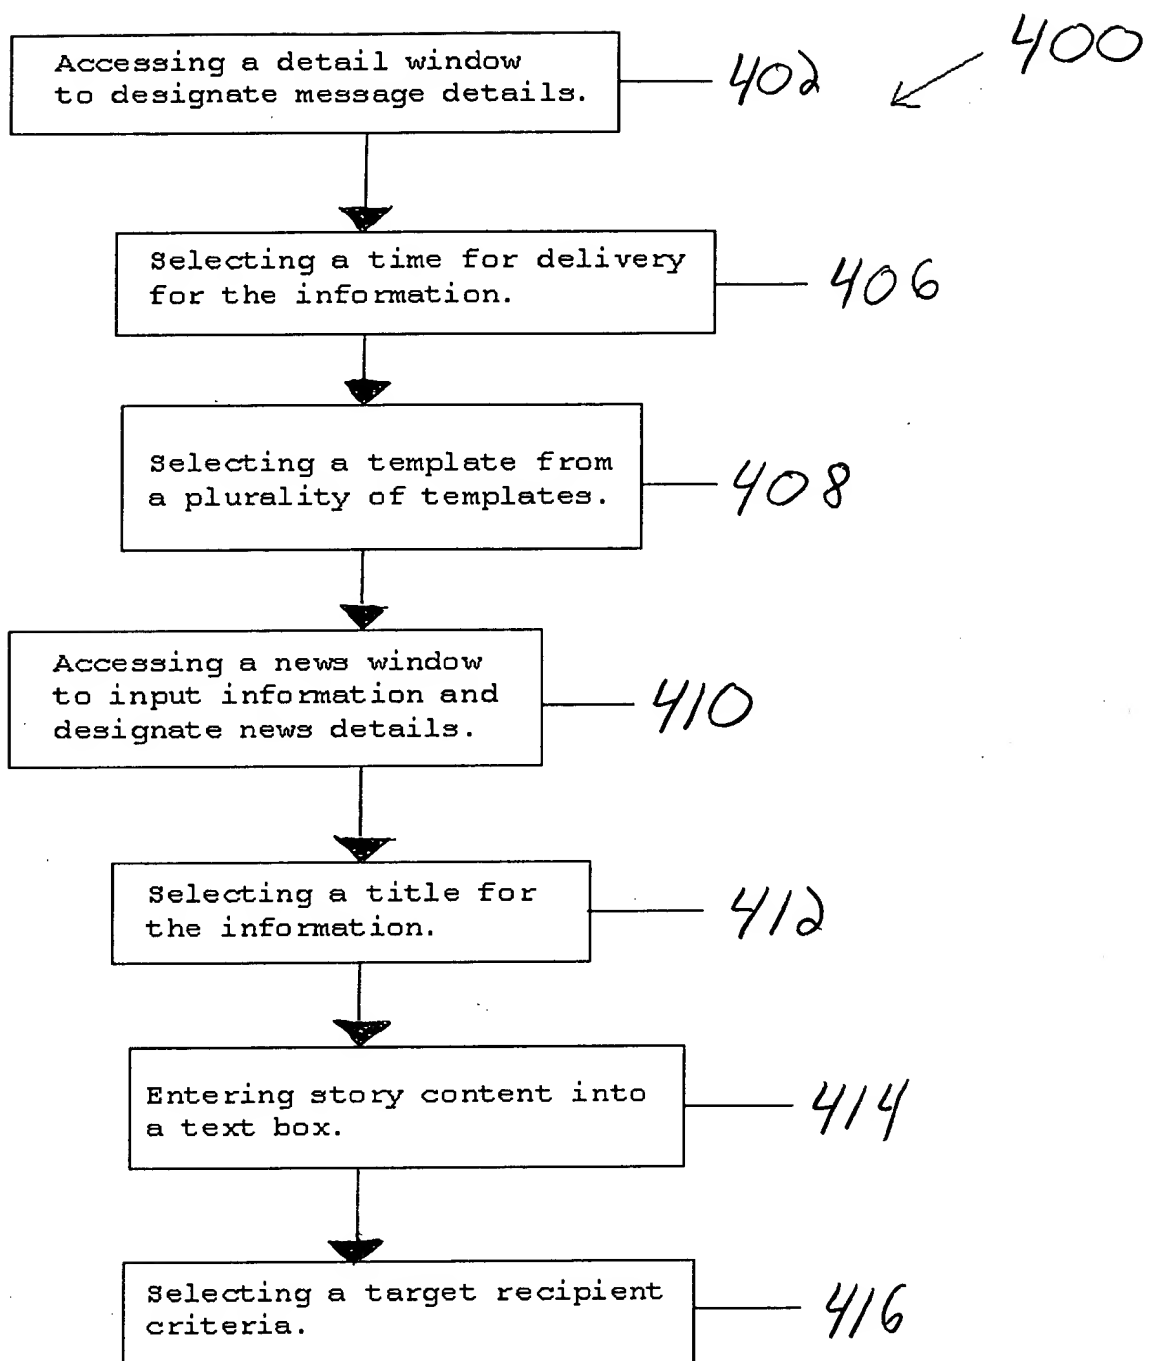 400
Accessing a detail window
to designate message details.
402
Selecting a time for delivery
for the information.
406
Selecting a template from
a plurality of templates.
408
Accessing a news window
to input information and
designate news details.
410
Selecting a title for
the information.
412
Entering story content into
a text box.
414
Selecting a target recipient
criteria.
416